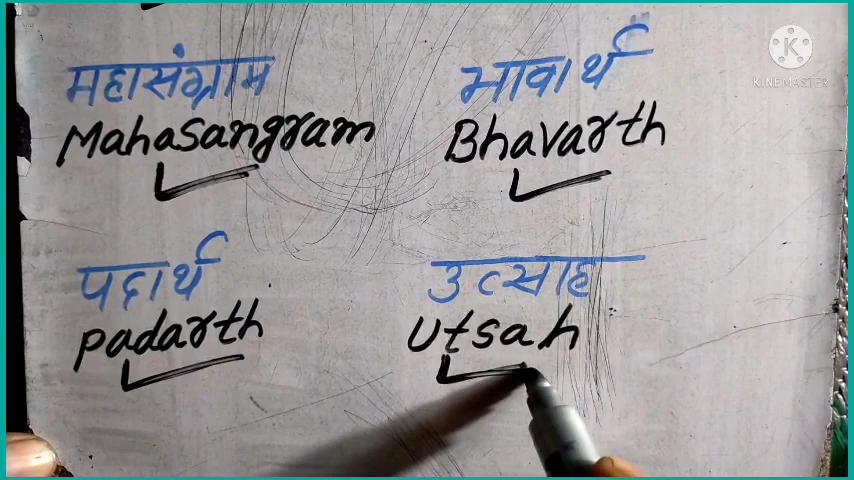 महासंग्राम
Mahasangram
भावार्थ
Bhavarth
पदार्थ
Padarth
उत्साह
Utsah
KINEMASTER